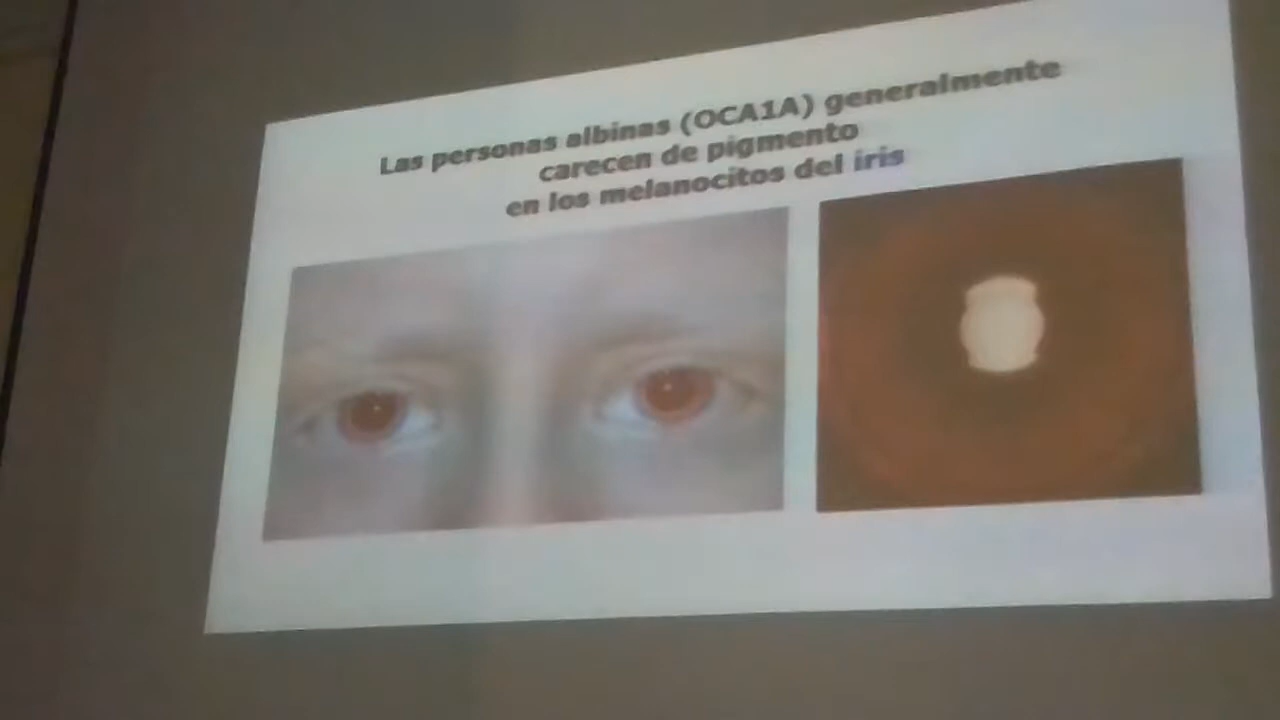 Las personas albinas (OCA1A) generalmente
carecen de pigmento
en los melanocitos del iris